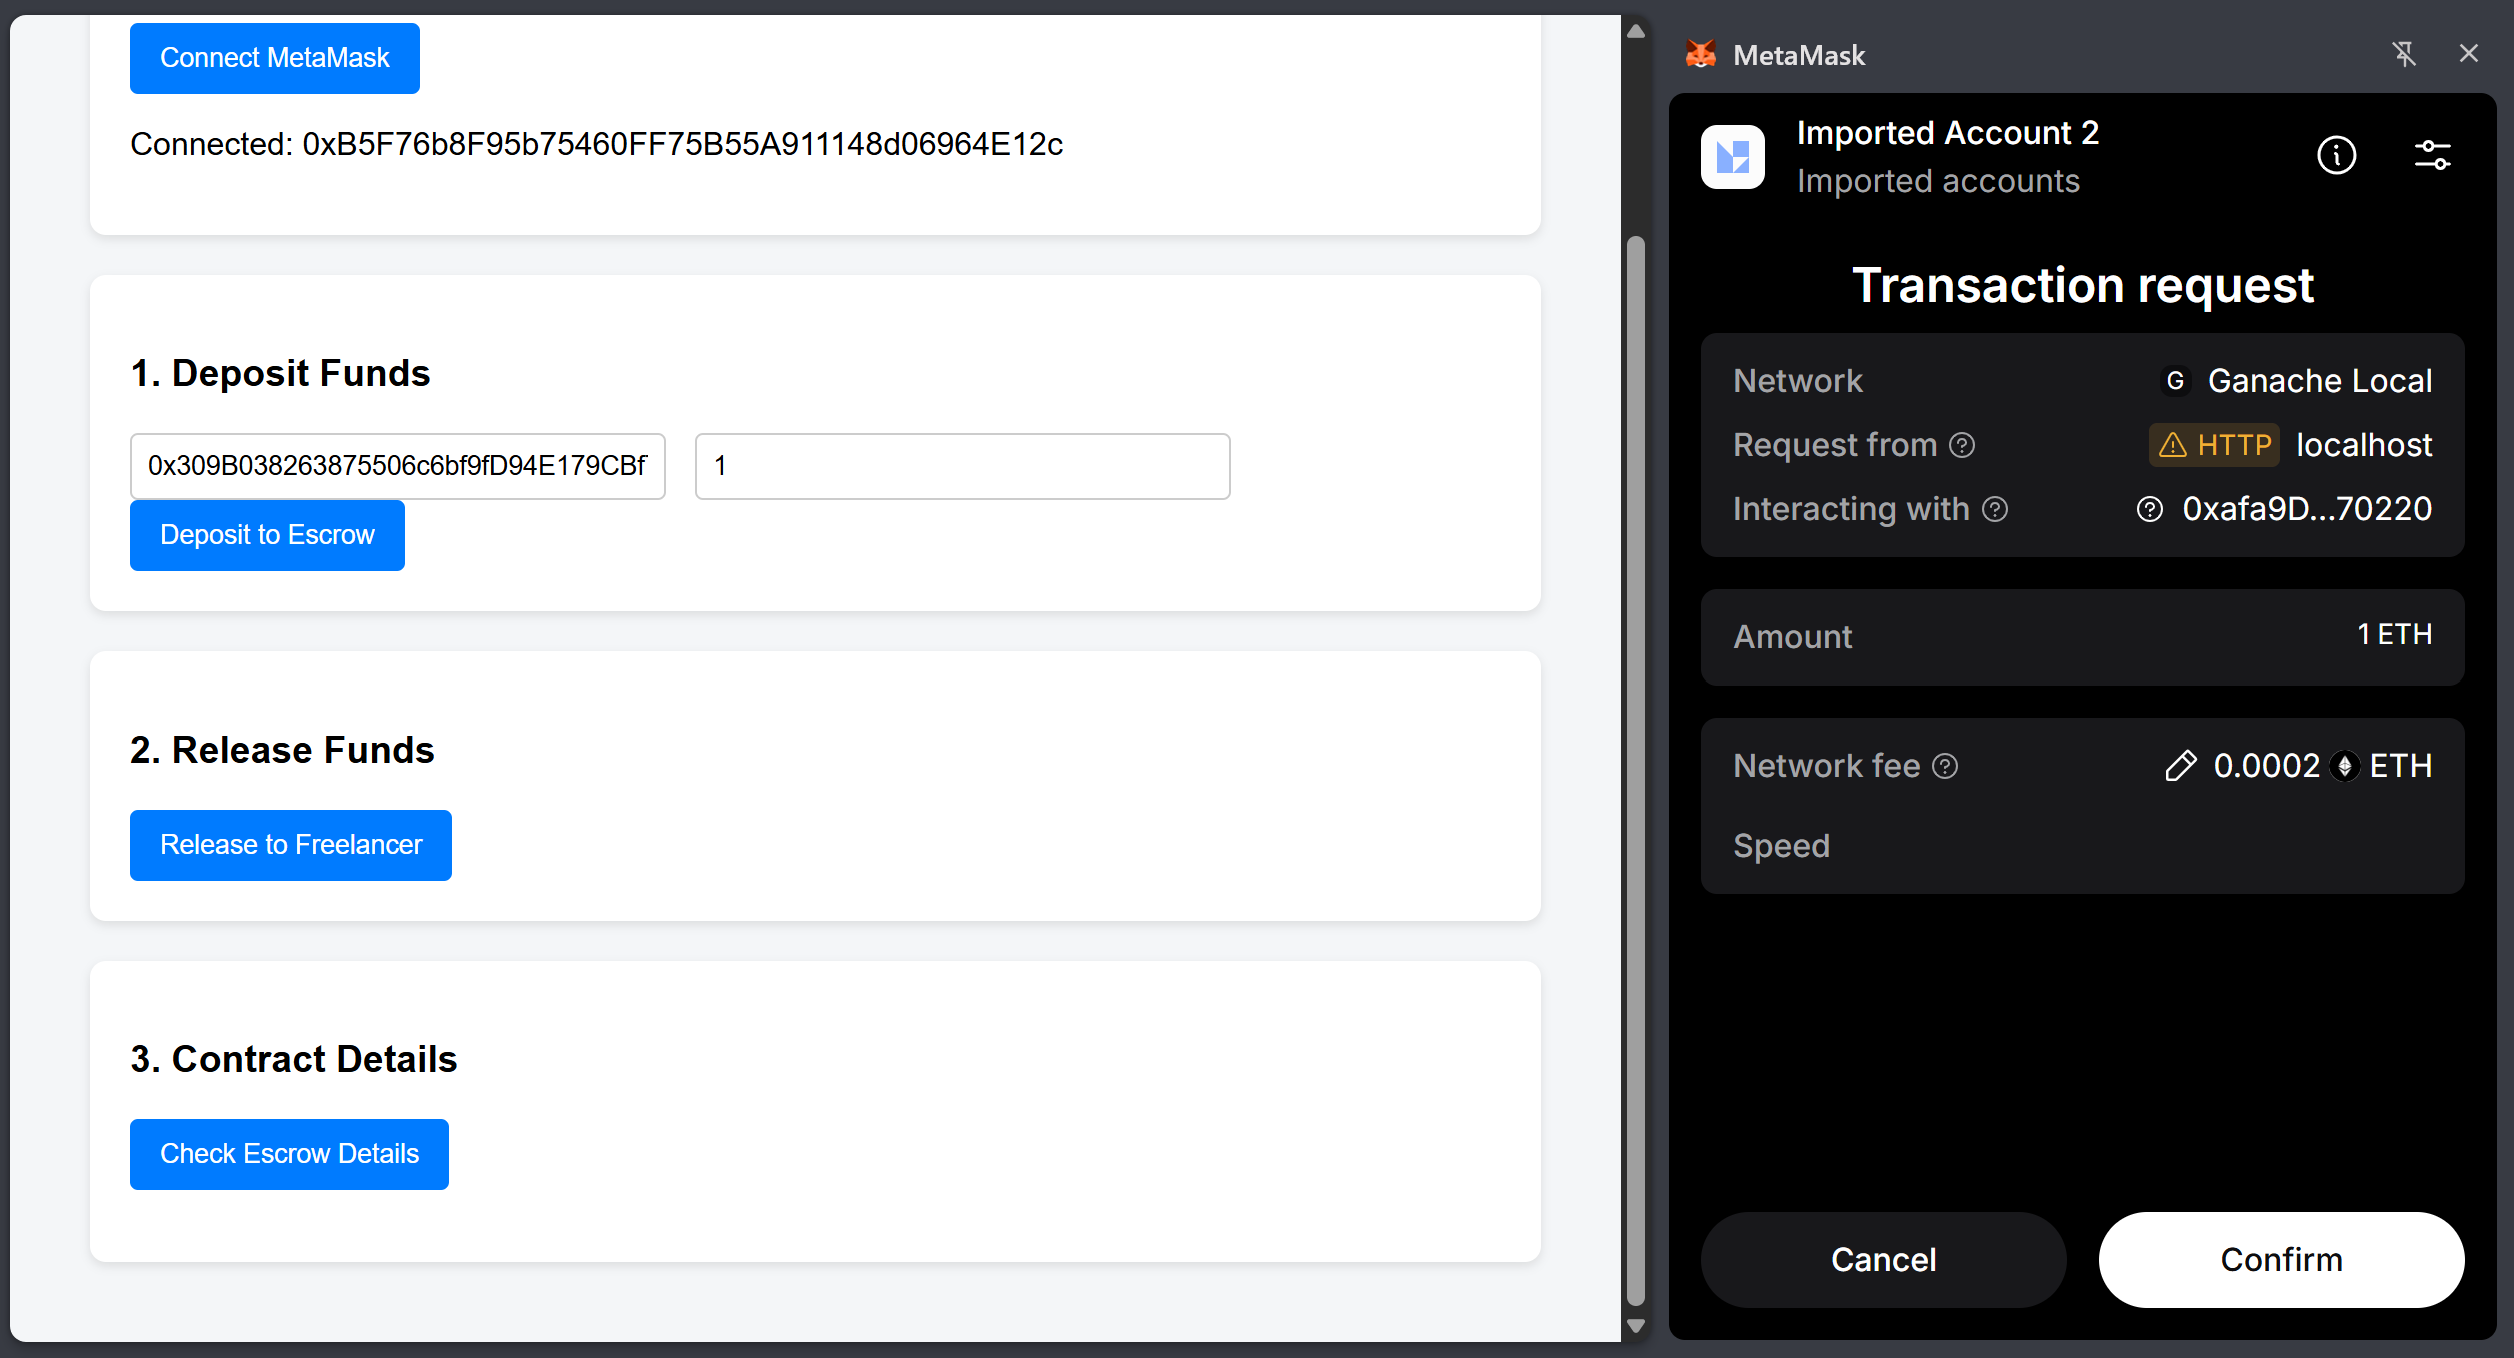 Connect MetaMask
Connected: 0xB5F76b8F95b75460FF75B55A911148d06964E12c
1. Deposit Funds
0x309B038263875506c6bf9fD94E179CBf
1
Deposit to Escrow
2. Release Funds
Release to Freelancer
3. Contract Details
Check Escrow Details
MetaMask
Imported Account 2
Imported accounts
Transaction request
Network G Ganache Local
Request from HTTP localhost
Interacting with 0xafa9D...70220
Amount 1 ETH
Network fee 0.0002 ETH
Speed
Cancel Confirm